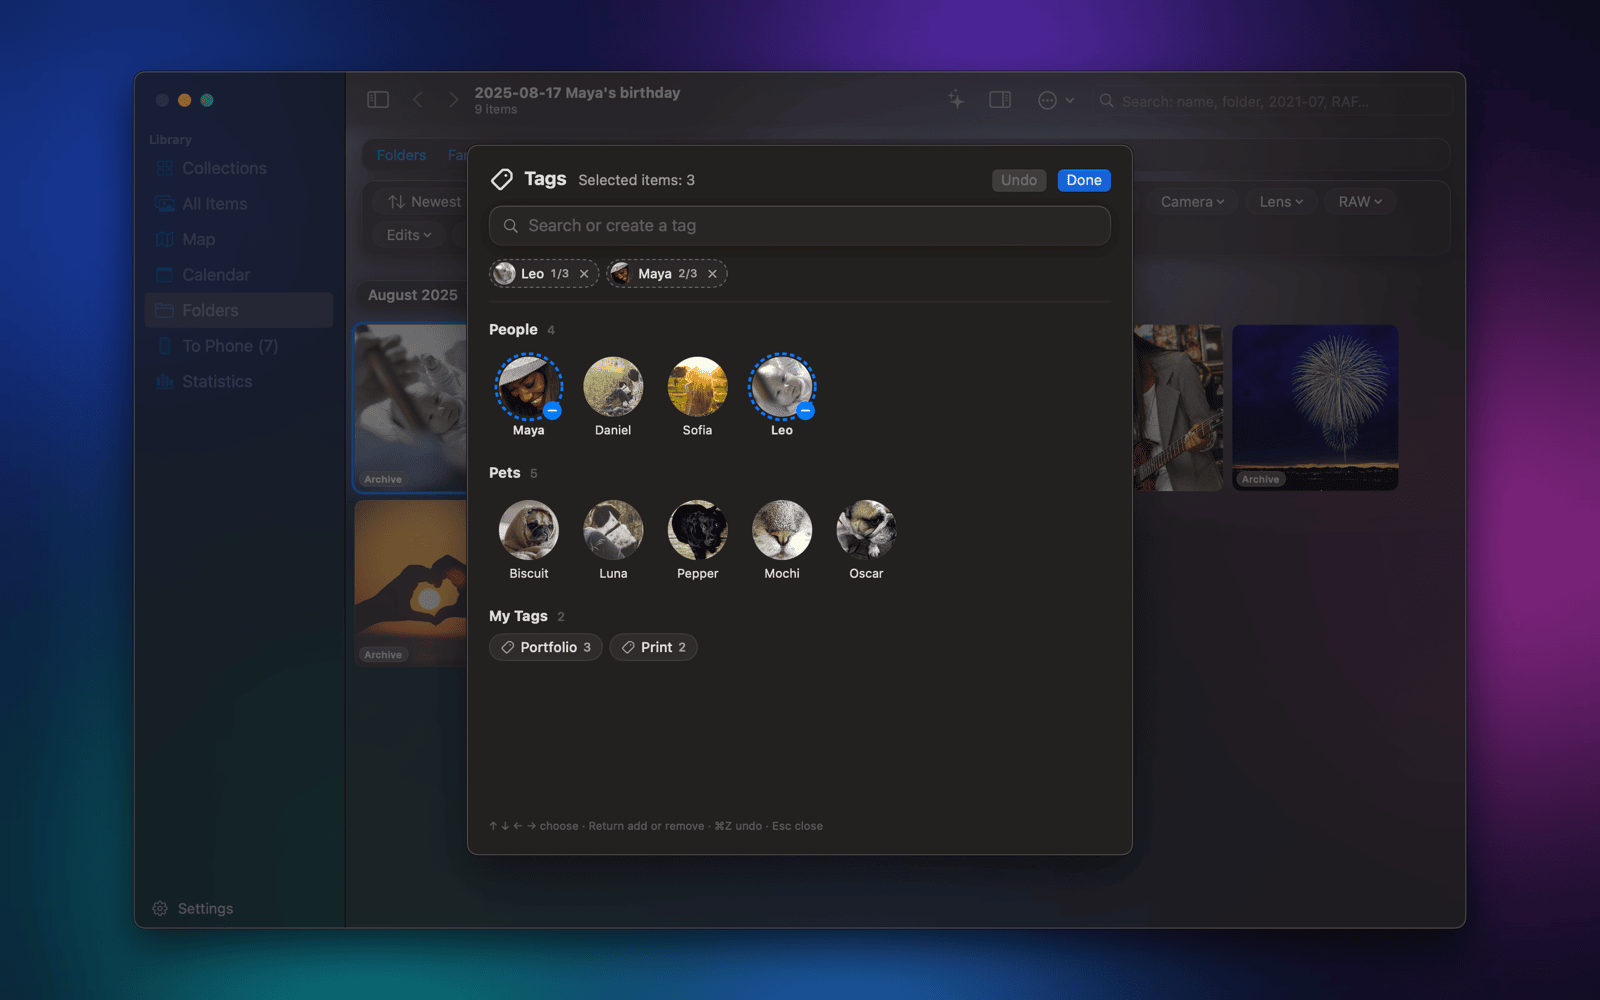 2025-08-17 Maya's birthday
9 items
Search: name, folder, 2021-07, RAF...
Library
Collections
All Items
Map
Calendar
Folders
To Phone (7)
Statistics
Settings
Folders
Newest
Camera
Lens
RAW
Edits
August 2025
Archive
Archive
Archive
Tags
Selected items: 3
Undo
Done
Search or create a tag
Leo 1/3
Maya 2/3
People 4
Maya
Daniel
Sofia
Leo
Pets 5
Biscuit
Luna
Pepper
Mochi
Oscar
My Tags 2
Portfolio 3
Print 2
↑ ↓ ← → choose · Return add or remove · ⌘Z undo · Esc close